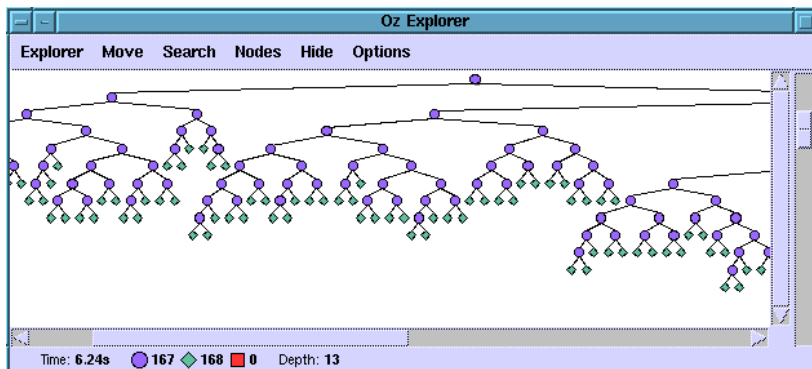 Oz Explorer
Explorer Move Search Nodes Hide Options
Time: 6.24s 167 168 0 Depth: 13